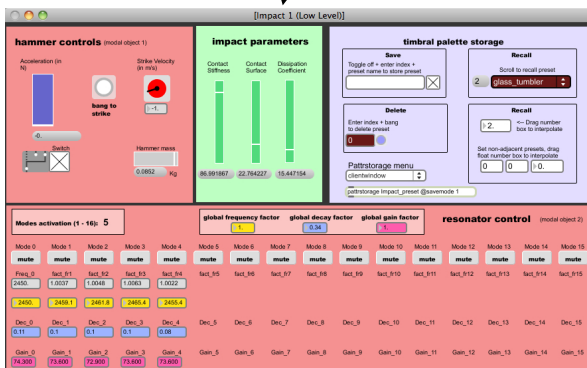 [Impact 1 (Low Level)]
hammer controls (modal object 1)
Acceleration (in N)
Strike Velocity (in m/s)
bang to strike
-1.
-0.
Switch
Hammer mass
0.0852 Kg
impact parameters
Contact Stiffness
Contact Surface
Dissipation Coefficient
86.991867 22.764227 15.447154
timbral palette storage
Save
Toggle off + enter index +
preset name to store preset
Recall
Scroll to recall preset
2 glass_tumbler
Delete
Enter index + bang
to delete preset
0
Recall
2. <-- Drag number
box to interpolate
Set non-adjacent presets, drag
float number box to interpolate
0 0 0.
Pattrstorage menu
clientwindow
pattrstorage Impact_preset @savemode 1
Modes activation (1 - 16): 5
global frequency factor global decay factor global gain factor
1. 0.34 1.
resonator control (modal object 2)
Mode 0 Mode 1 Mode 2 Mode 3 Mode 4 Mode 5 Mode 6 Mode 7 Mode 8 Mode 9 Mode 10 Mode 11 Mode 12 Mode 13 Mode 14 Mode 15
mute mute mute mute mute mute mute mute mute mute mute mute mute mute mute mute
Freq_0 fact_fr1 fact_fr2 fact_fr3 fact_fr4 fact_fr5 fact_fr6 fact_fr7 fact_fr8 fact_fr9 fact_fr10 fact_fr11 fact_fr12 fact_fr13 fact_fr14 fact_fr15
2450. 1.0037 1.0048 1.0063 1.0022
2450. 2459.1 2461.8 2465.4 2455.4
Dec_0 Dec_1 Dec_2 Dec_3 Dec_4 Dec_5 Dec_6 Dec_7 Dec_8 Dec_9 Dec_10 Dec_11 Dec_12 Dec_13 Dec_14 Dec_15
0.11 0.1 0.1 0.1 0.08
Gain_0 Gain_1 Gain_2 Gain_3 Gain_4 Gain_5 Gain_6 Gain_7 Gain_8 Gain_9 Gain_10 Gain_11 Gain_12 Gain_13 Gain_14 Gain_15
74.300 73.600 72.900 73.600 73.600